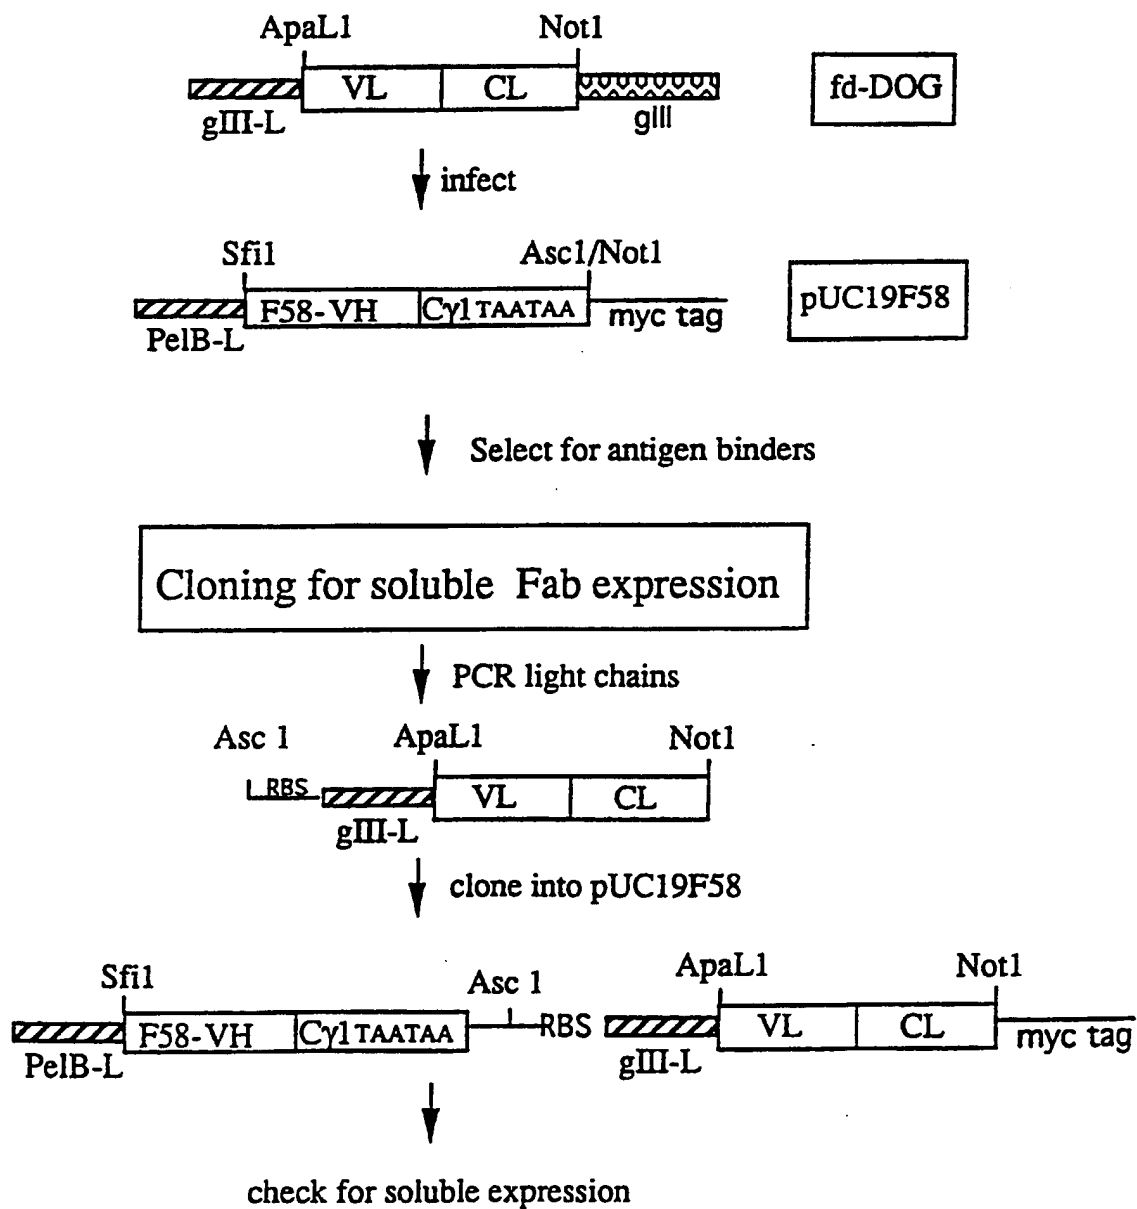 ApaL1 Not1
VL CL
fd-DOG
gIII-L gIII
infect
Sfi1 Asc1/Not1
F58-VH Cγ1 TAATAA
pUC19F58
PelB-L myc tag
Select for antigen binders
Cloning for soluble Fab expression
PCR light chains
Asc 1 ApaL1 Not1
RBS VL CL
gIII-L
clone into pUC19F58
Sfi1 Asc 1 ApaL1 Not1
F58-VH Cγ1 TAATAA RBS VL CL
PelB-L gIII-L myc tag
check for soluble expression